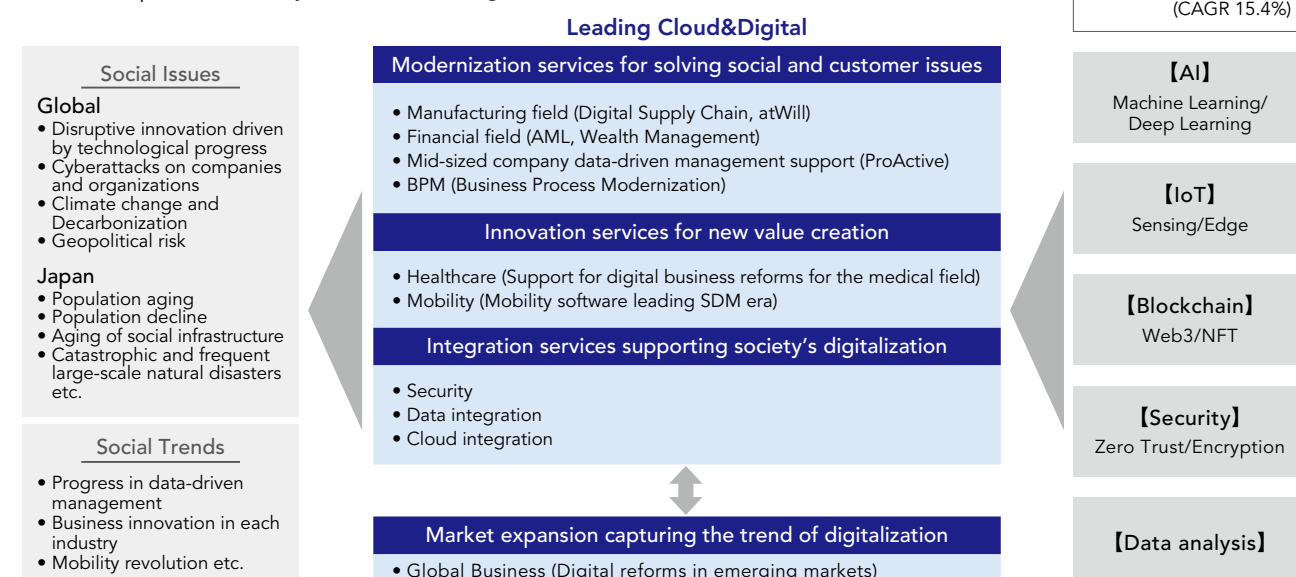 Leading Cloud&Digital
(CAGR 15.4%)
Social Issues
Global
• Disruptive innovation driven
by technological progress
• Cyberattacks on companies
and organizations
• Climate change and
Decarbonization
• Geopolitical risk
Japan
• Population aging
• Population decline
• Aging of social infrastructure
• Catastrophic and frequent
large-scale natural disasters
etc.
Social Trends
• Progress in data-driven
management
• Business innovation in each
industry
• Mobility revolution etc.
Modernization services for solving social and customer issues
• Manufacturing field (Digital Supply Chain, atWill)
• Financial field (AML, Wealth Management)
• Mid-sized company data-driven management support (ProActive)
• BPM (Business Process Modernization)
Innovation services for new value creation
• Healthcare (Support for digital business reforms for the medical field)
• Mobility (Mobility software leading SDM era)
Integration services supporting society's digitalization
• Security
• Data integration
• Cloud integration
Market expansion capturing the trend of digitalization
• Global Business (Digital reforms in emerging markets)
【AI】
Machine Learning/
Deep Learning
【IoT】
Sensing/Edge
【Blockchain】
Web3/NFT
【Security】
Zero Trust/Encryption
【Data analysis】